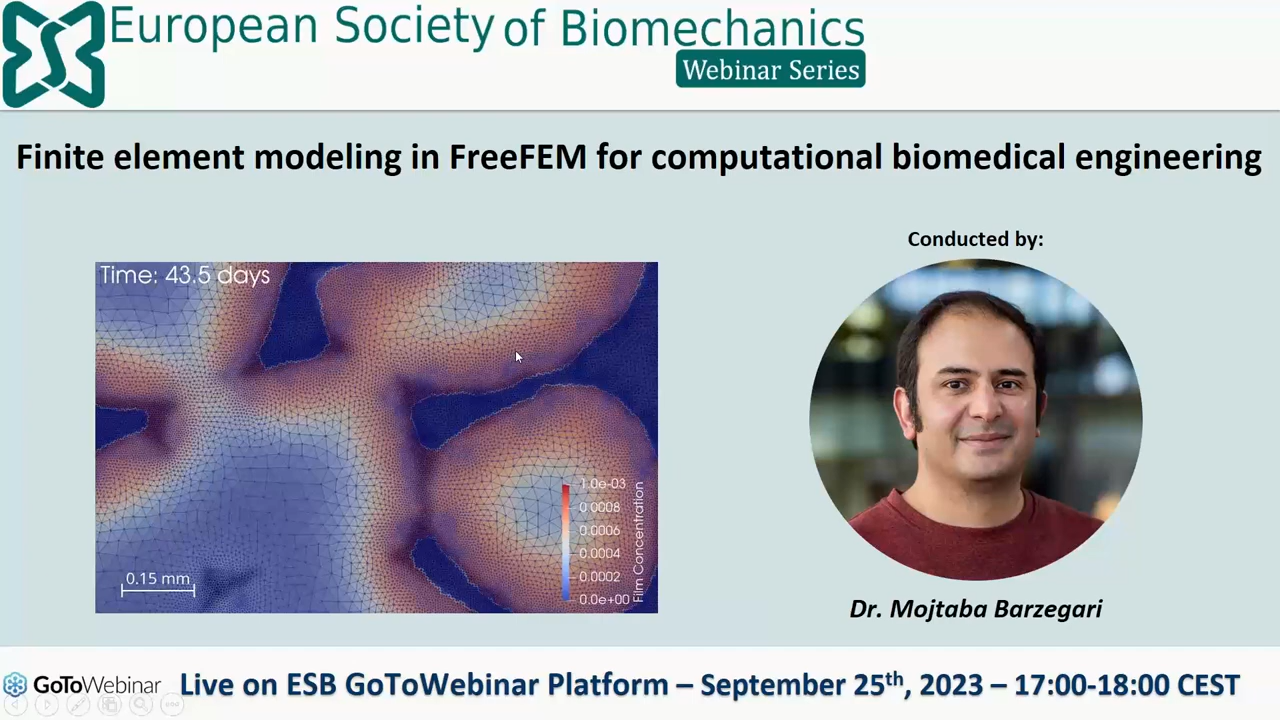 European Society of Biomechanics
Webinar Series
Finite element modeling in FreeFEM for computational biomedical engineering
Conducted by:
Time: 43.5 days
1.0e-03
0.0008
0.0006
0.0004
0.0002
0.0e+00
Film Concentration
0.15 mm
Dr. Mojtaba Barzegari
GoToWebinar
Live on ESB GoToWebinar Platform – September 25th, 2023 – 17:00-18:00 CEST